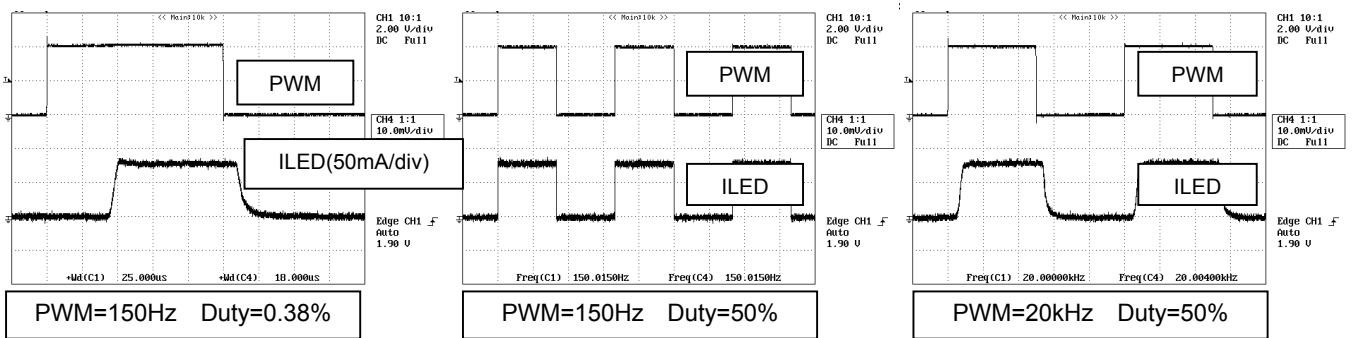 << Main:10k >>
CH1 10:1
2.00 V/div
DC Full
PWM
CH4 1:1
10.0mV/div
DC Full
ILED(50mA/div)
Edge CH1
Auto
1.90 V
+Wd(C1) 25.000us +Wd(C4) 18.000us
PWM=150Hz Duty=0.38%
<< Main:10k >>
CH1 10:1
2.00 V/div
DC Full
PWM
CH4 1:1
10.0mV/div
DC Full
ILED
Edge CH1
Auto
1.90 V
Freq(C1) 150.0150Hz Freq(C4) 150.0150Hz
PWM=150Hz Duty=50%
<< Main:10k >>
CH1 10:1
2.00 V/div
DC Full
PWM
CH4 1:1
10.0mV/div
DC Full
ILED
Edge CH1
Auto
1.90 V
Freq(C1) 20.00000kHz Freq(C4) 20.00400kHz
PWM=20kHz Duty=50%